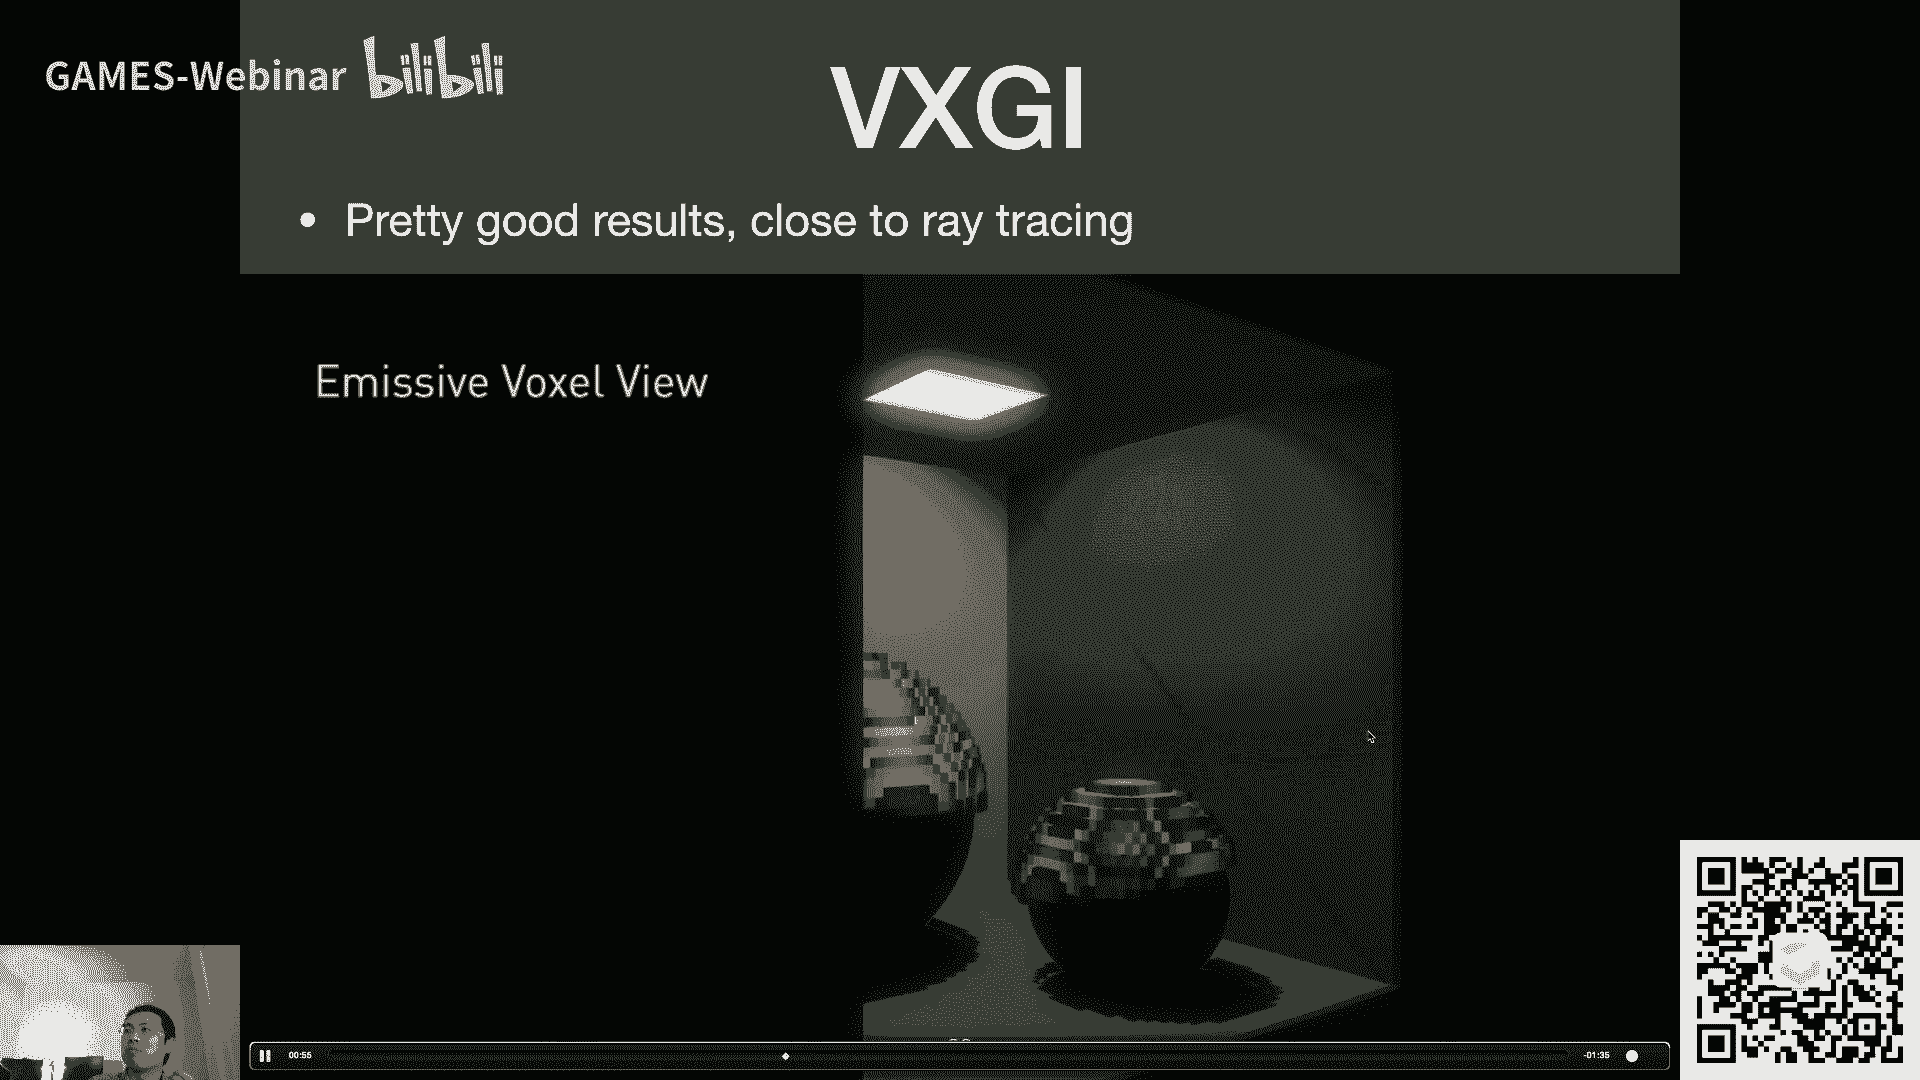 GAMES-Webinar bilibili
VXGI
• Pretty good results, close to ray tracing
Emissive Voxel View
00:55
-01:35